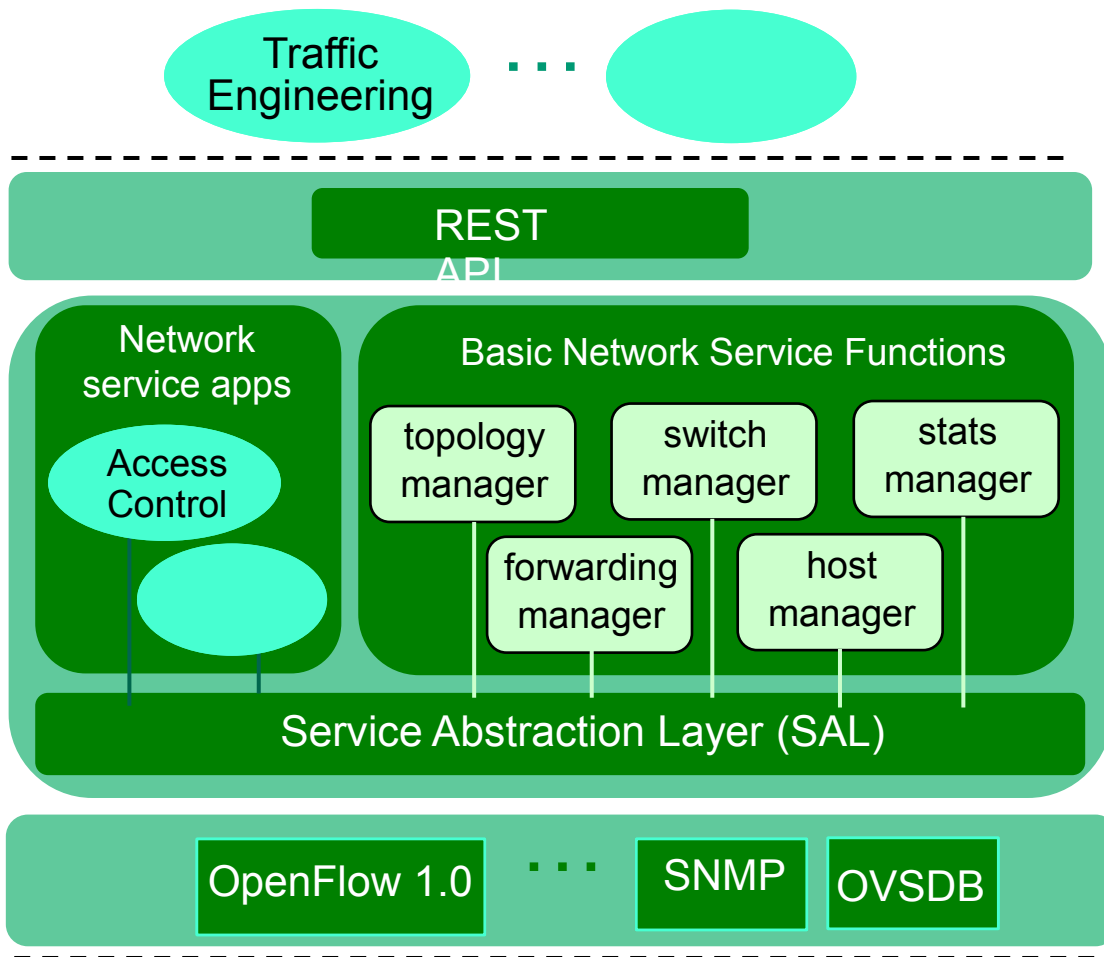 Traffic
Engineering
. . .
REST
API
Network
service apps
Basic Network Service Functions
Access
Control
topology
manager
switch
manager
stats
manager
forwarding
manager
host
manager
Service Abstraction Layer (SAL)
OpenFlow 1.0
. . .
SNMP
OVSDB